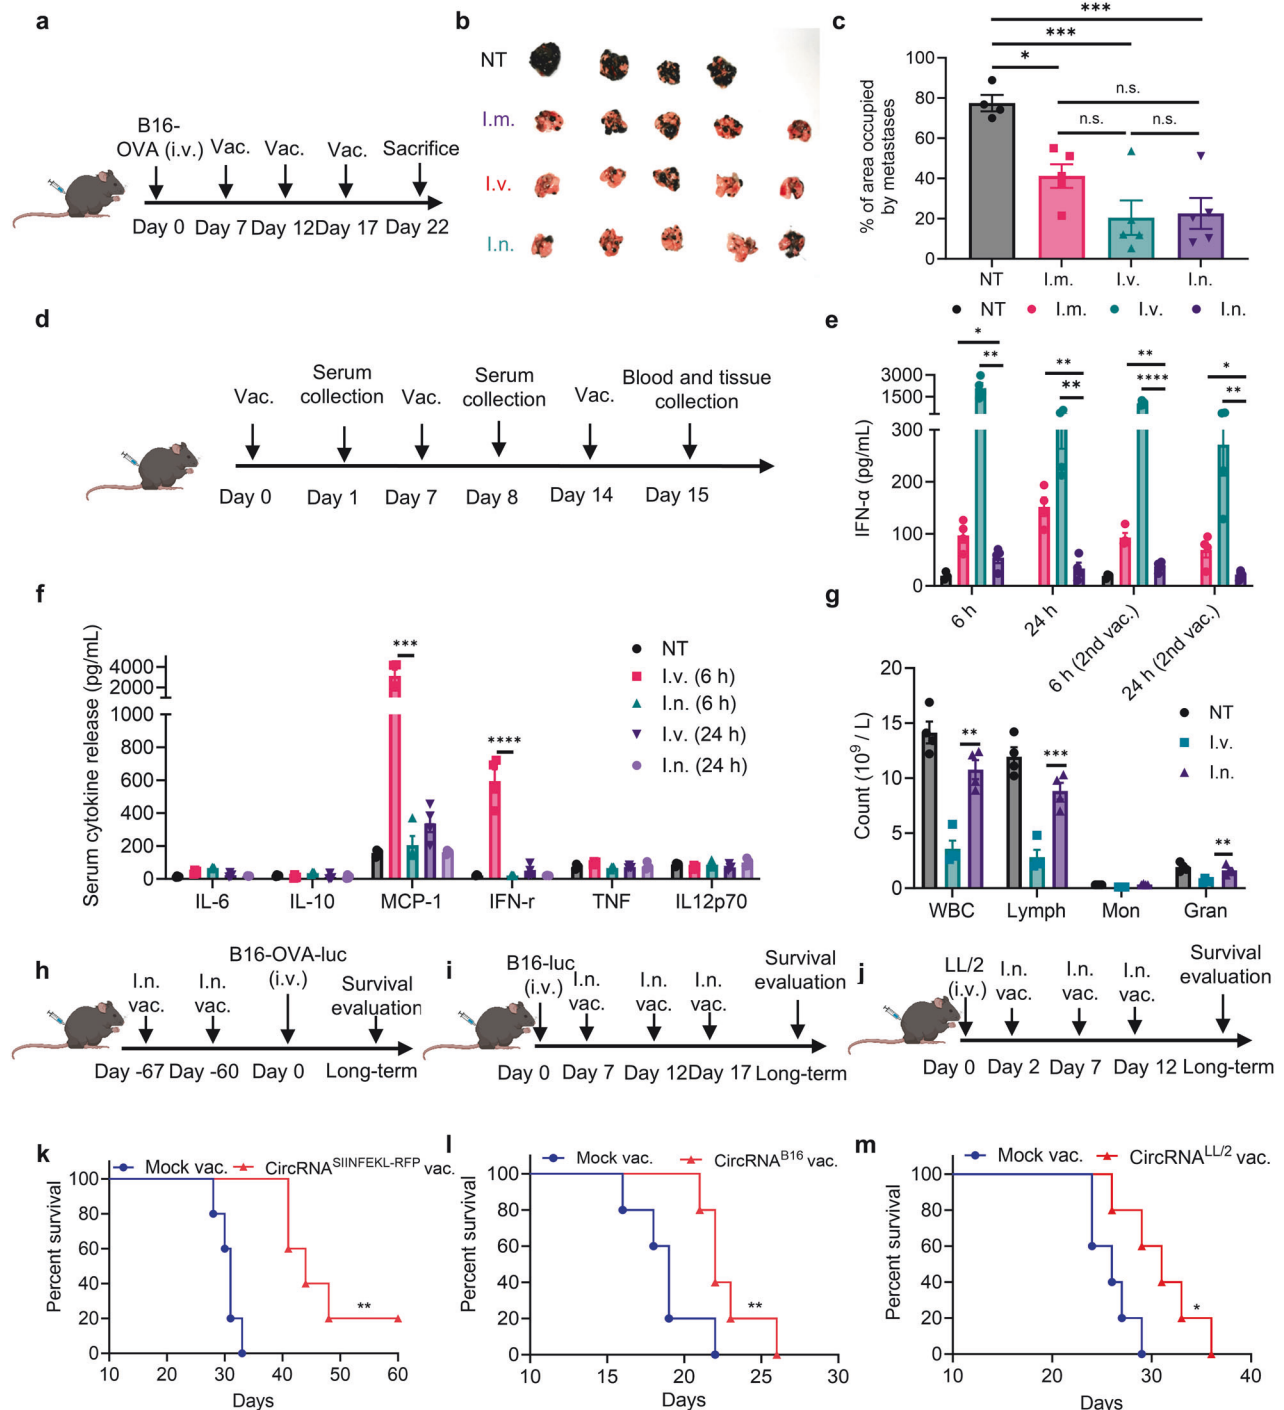 a
B16-
OVA (i.v.)
Vac.
Vac.
Vac.
Sacrifice
Day 0
Day 7
Day 12
Day 17
Day 22
b
NT
I.m.
I.v.
I.n.
c
***
***
*
n.s.
n.s.
n.s.
% of area occupied
by metastases
100
80
60
40
20
0
NT
I.m.
I.v.
I.n.
d
Vac.
Serum
collection
Vac.
Serum
collection
Vac.
Blood and tissue
collection
Day 0
Day 1
Day 7
Day 8
Day 14
Day 15
NT
I.m.
I.v.
I.n.
e
*
**
**
**
**
****
*
**
IFN-α (pg/mL)
3000
1500
300
200
100
0
6 h
24 h
6 h (2nd vac.)
24 h (2nd vac.)
f
Serum cytokine release (pg/mL)
4000
2000
1000
800
600
400
200
0
***
****
NT
I.v. (6 h)
I.n. (6 h)
I.v. (24 h)
I.n. (24 h)
IL-6
IL-10
MCP-1
IFN-r
TNF
IL12p70
g
Count (10⁹ / L)
20
15
10
5
0
**
***
**
NT
I.v.
I.n.
WBC
Lymph
Mon
Gran
h
I.n.
vac.
I.n.
vac.
B16-OVA-luc
(i.v.)
Survival
evaluation
Day -67
Day -60
Day 0
Long-term
i
B16-luc
(i.v.)
I.n.
vac.
I.n.
vac.
I.n.
vac.
Survival
evaluation
Day 0
Day 7
Day 12
Day 17
Long-term
j
LL/2
(i.v.)
I.n.
vac.
I.n.
vac.
I.n.
vac.
Survival
evaluation
Day 0
Day 2
Day 7
Day 12
Long-term
k
Mock vac.
CircRNA^SIINFEKL-RFP vac.
Percent survival
100
80
60
40
20
0
**
10
20
30
40
50
60
Days
l
Mock vac.
CircRNA^B16 vac.
Percent survival
100
80
60
40
20
0
**
10
20
30
Days
m
Mock vac.
CircRNA^LL/2 vac.
Percent survival
100
80
60
40
20
0
*
10
20
30
40
Days